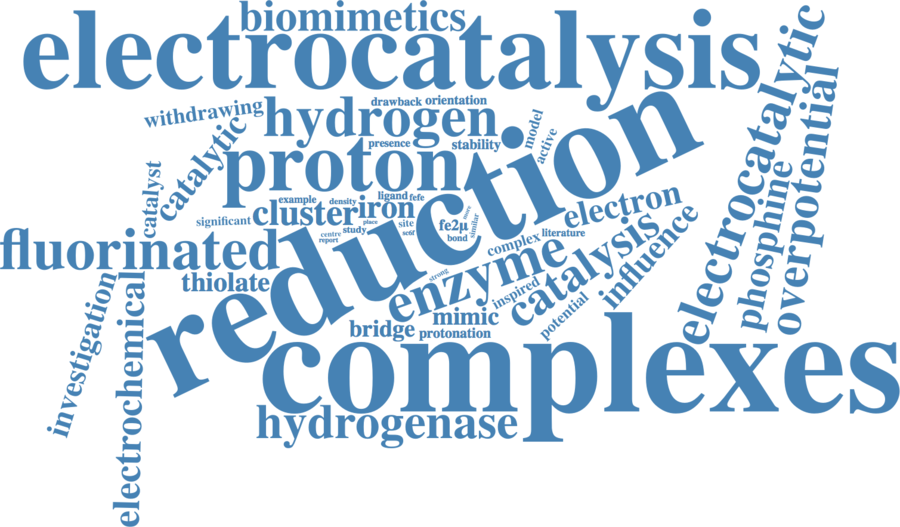 biomimetics
electrocatalysis
electrocatalytic
withdrawing
hydrogen
drawback
orientation
presence
stability
model
active
catalytic
proton
reduction
overpotential
catalyst
example
density
ligand
fefe
significant
cluster
iron
place
site
study
centre
report
fe2μ
bond
more
similar
electron
literature
phosphine
fluorinated
thiolate
complex
strong
enzyme
inspired
catalysis
influence
potential
bridge
mimic
protonation
investigation
electrochemical
complexes
hydrogenase